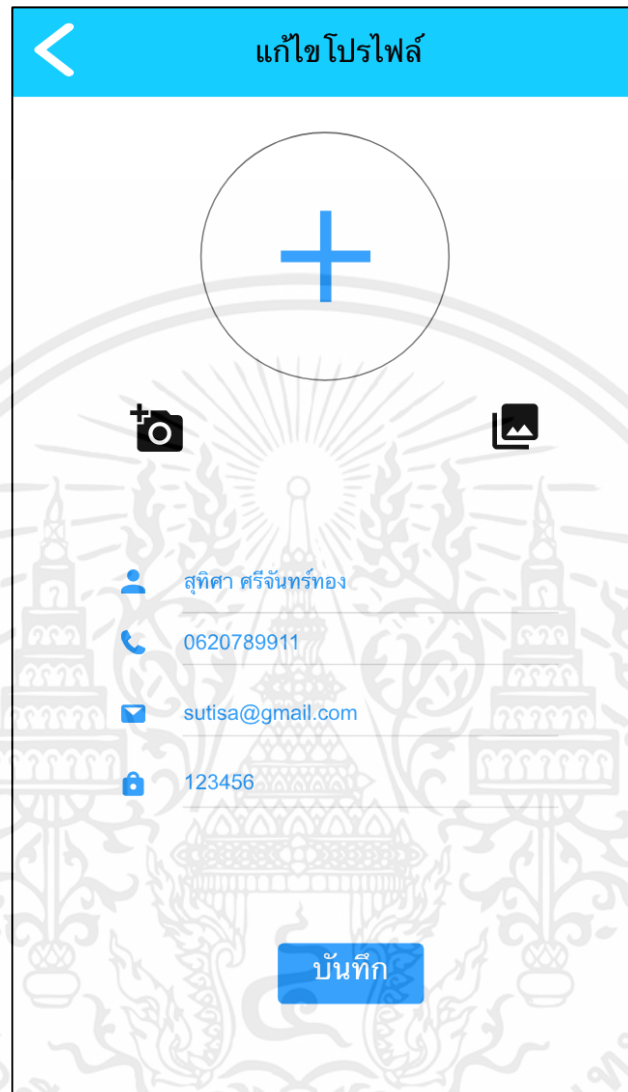 แก้ไขโปรไฟล์
สุทิศา ศรีจันทร์ทอง
0620789911
sutisa@gmail.com
123456
บันทึก